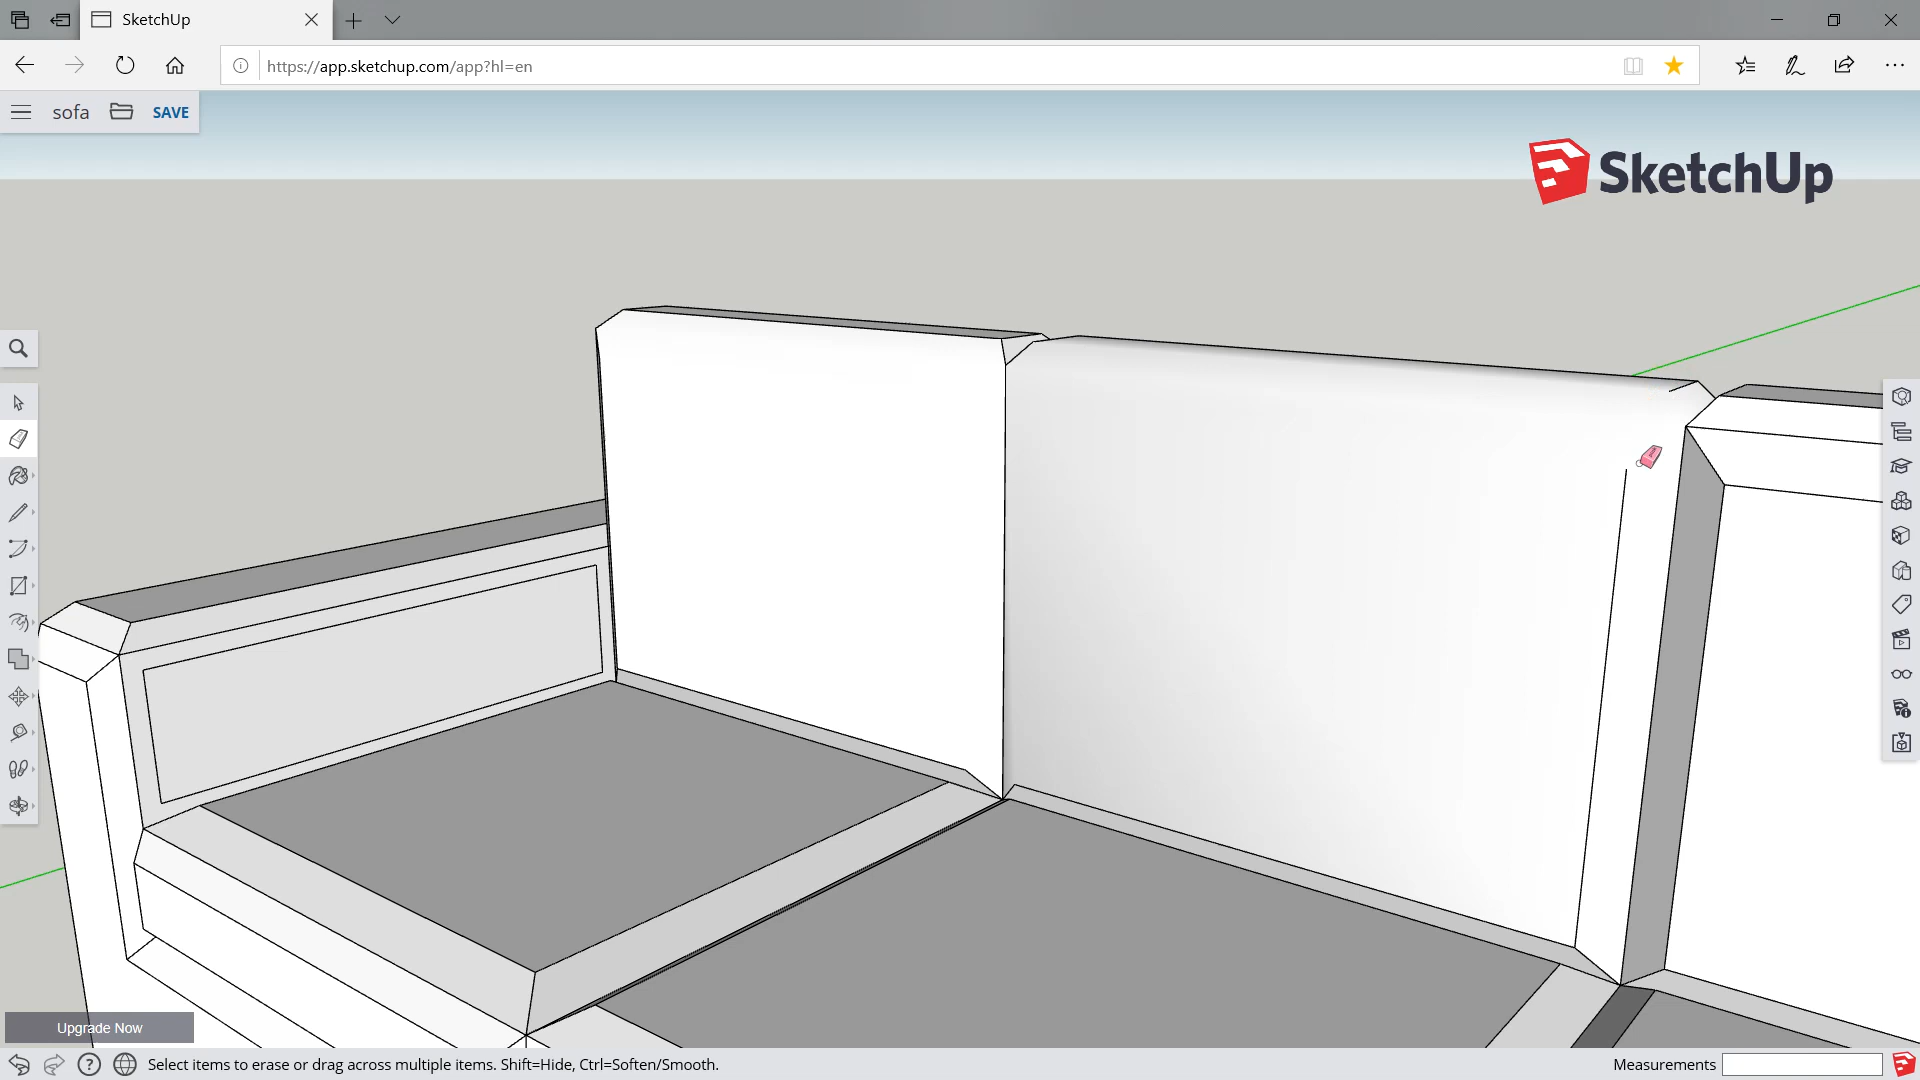 SketchUp
https://app.sketchup.com/app?hl=en
sofa
SAVE
SketchUp
Upgrade Now
Select items to erase or drag across multiple items. Shift=Hide, Ctrl=Soften/Smooth.
Measurements